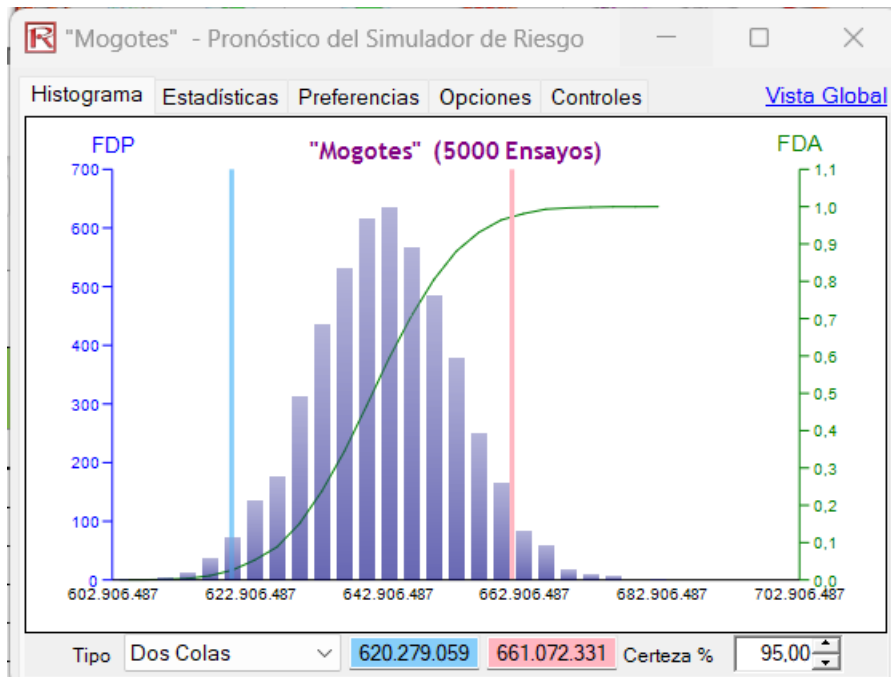 R "Mogotes" - Pronóstico del Simulador de Riesgo
Histograma Estadísticas Preferencias Opciones Controles Vista Global
FDP "Mogotes" (5000 Ensayos) FDA
700 1,1
600 1,0
500 0,9
400 0,8
300 0,7
200 0,6
100 0,5
0 0,4
0,3
0,2
0,1
0,0
602.906.487 622.906.487 642.906.487 662.906.487 682.906.487 702.906.487
Tipo Dos Colas 620.279.059 661.072.331 Certeza % 95,00